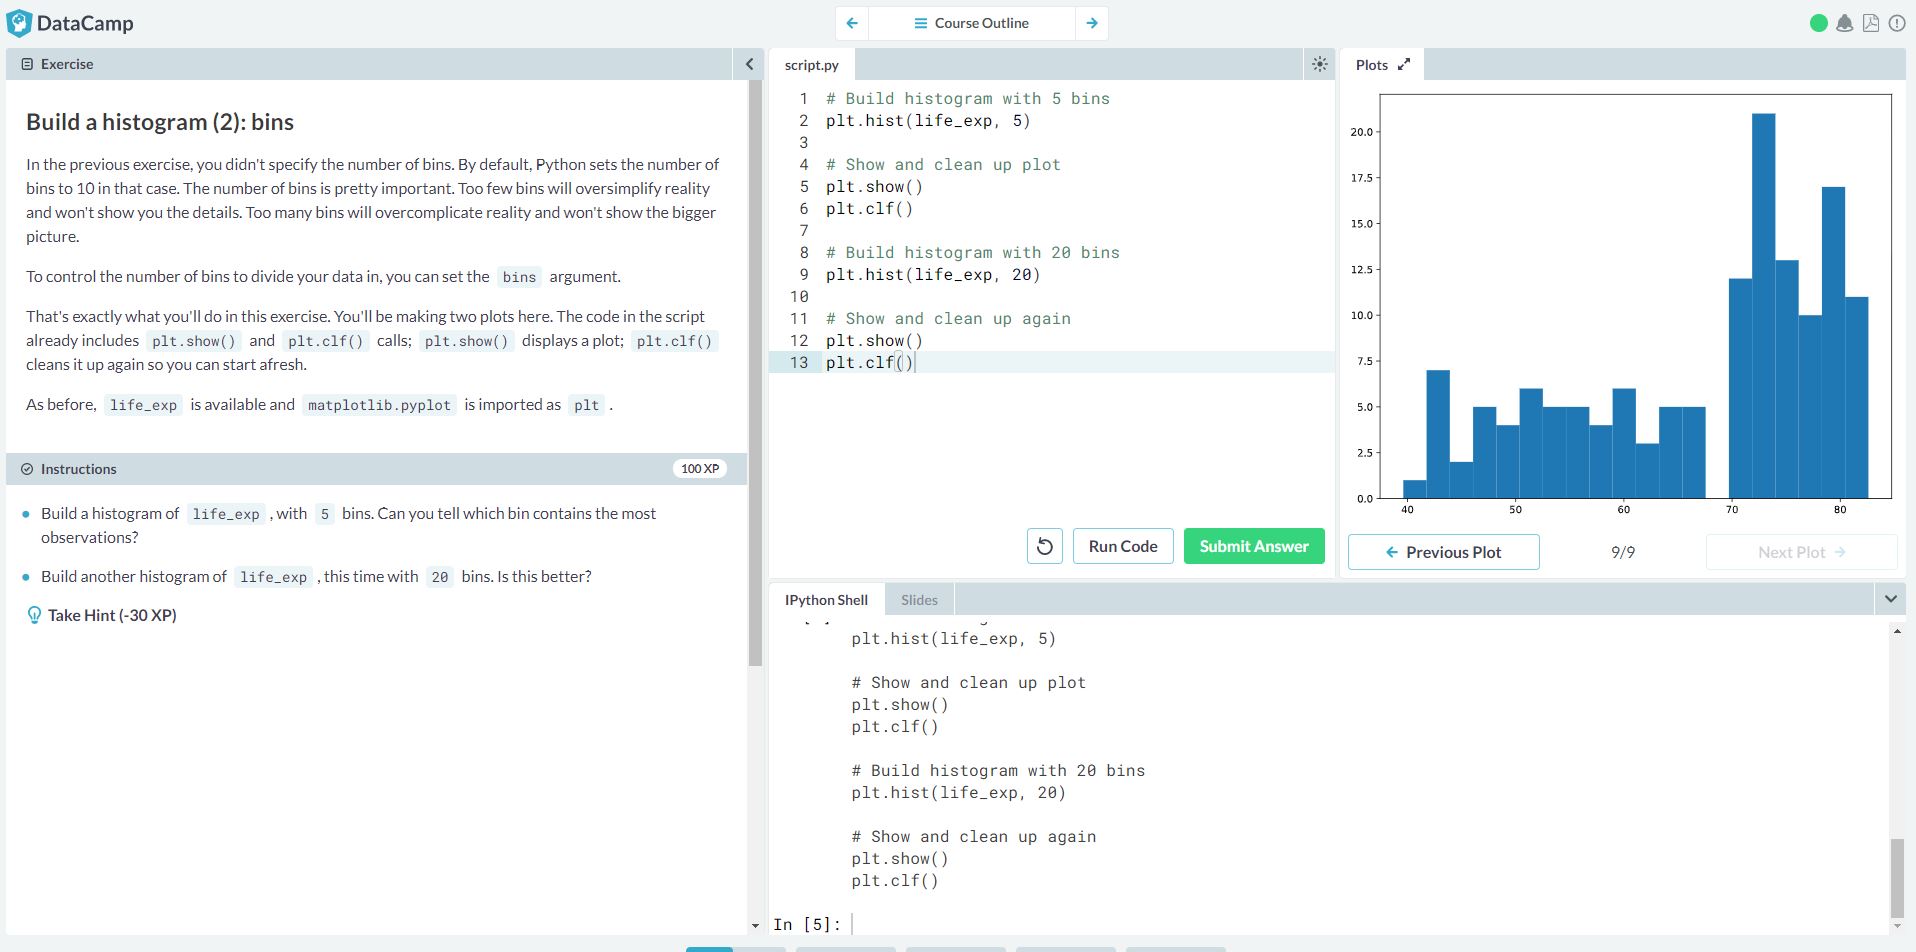 DataCamp
Course Outline
Exercise
Build a histogram (2): bins
In the previous exercise, you didn't specify the number of bins. By default, Python sets the number of
bins to 10 in that case. The number of bins is pretty important. Too few bins will oversimplify reality
and won't show you the details. Too many bins will overcomplicate reality and won't show the bigger
picture.
To control the number of bins to divide your data in, you can set the bins argument.
That's exactly what you'll do in this exercise. You'll be making two plots here. The code in the script
already includes plt.show() and plt.clf() calls; plt.show() displays a plot; plt.clf()
cleans it up again so you can start afresh.
As before, life_exp is available and matplotlib.pyplot is imported as plt .
Instructions
100 XP
Build a histogram of life_exp , with 5 bins. Can you tell which bin contains the most
observations?
Build another histogram of life_exp , this time with 20 bins. Is this better?
Take Hint (-30 XP)
script.py
1 # Build histogram with 5 bins
2 plt.hist(life_exp, 5)
3
4 # Show and clean up plot
5 plt.show()
6 plt.clf()
7
8 # Build histogram with 20 bins
9 plt.hist(life_exp, 20)
10
11 # Show and clean up again
12 plt.show()
13 plt.clf()
Run Code
Submit Answer
Plots
20.0
17.5
15.0
12.5
10.0
7.5
5.0
2.5
0.0
40 50 60 70 80
Previous Plot
9/9
Next Plot
IPython Shell
Slides
plt.hist(life_exp, 5)
# Show and clean up plot
plt.show()
plt.clf()
# Build histogram with 20 bins
plt.hist(life_exp, 20)
# Show and clean up again
plt.show()
plt.clf()
In [5]: